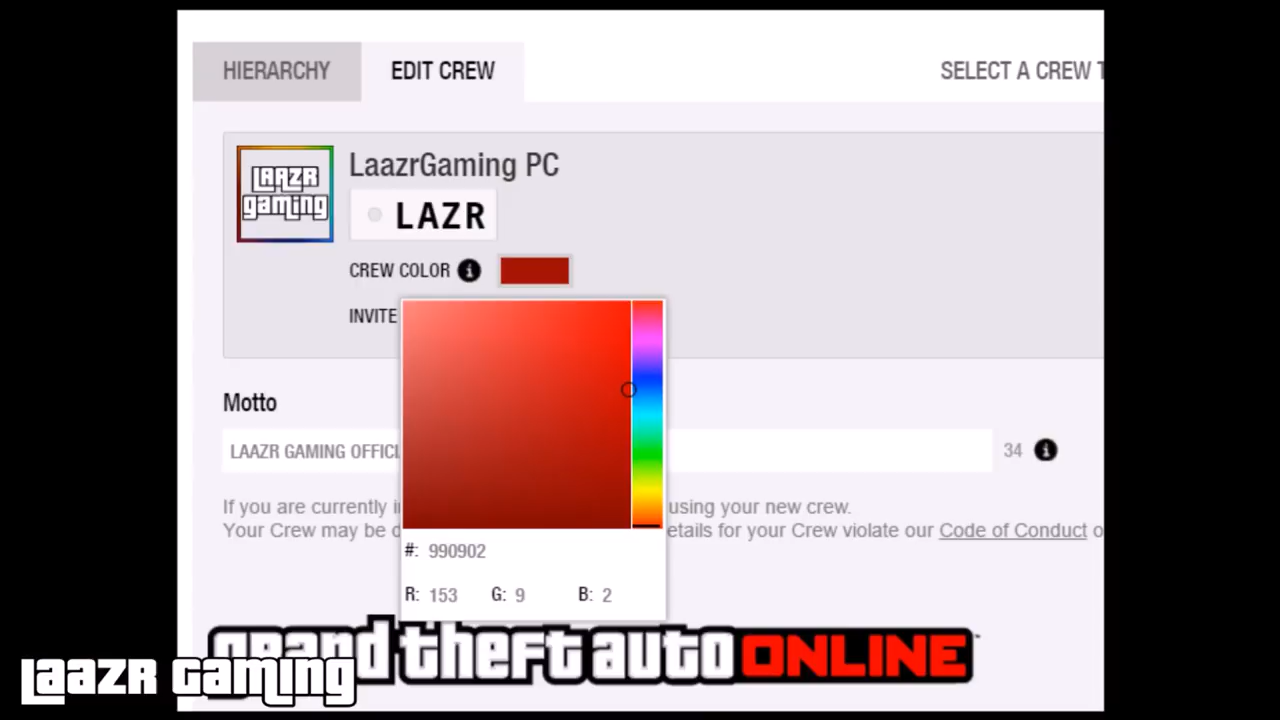 HIERARCHY
EDIT CREW
SELECT A CREW T
LAAZR
gaming
LaazrGaming PC
LAZR
CREW COLOR
INVITE
Motto
LAAZR GAMING OFFICI
34
If you are currently i
using your new crew.
Your Crew may be
etails for your Crew violate our Code of Conduct o
#: 990902
R: 153 G: 9 B: 2
grand theft auto ONLINE
LAAZR GAMING